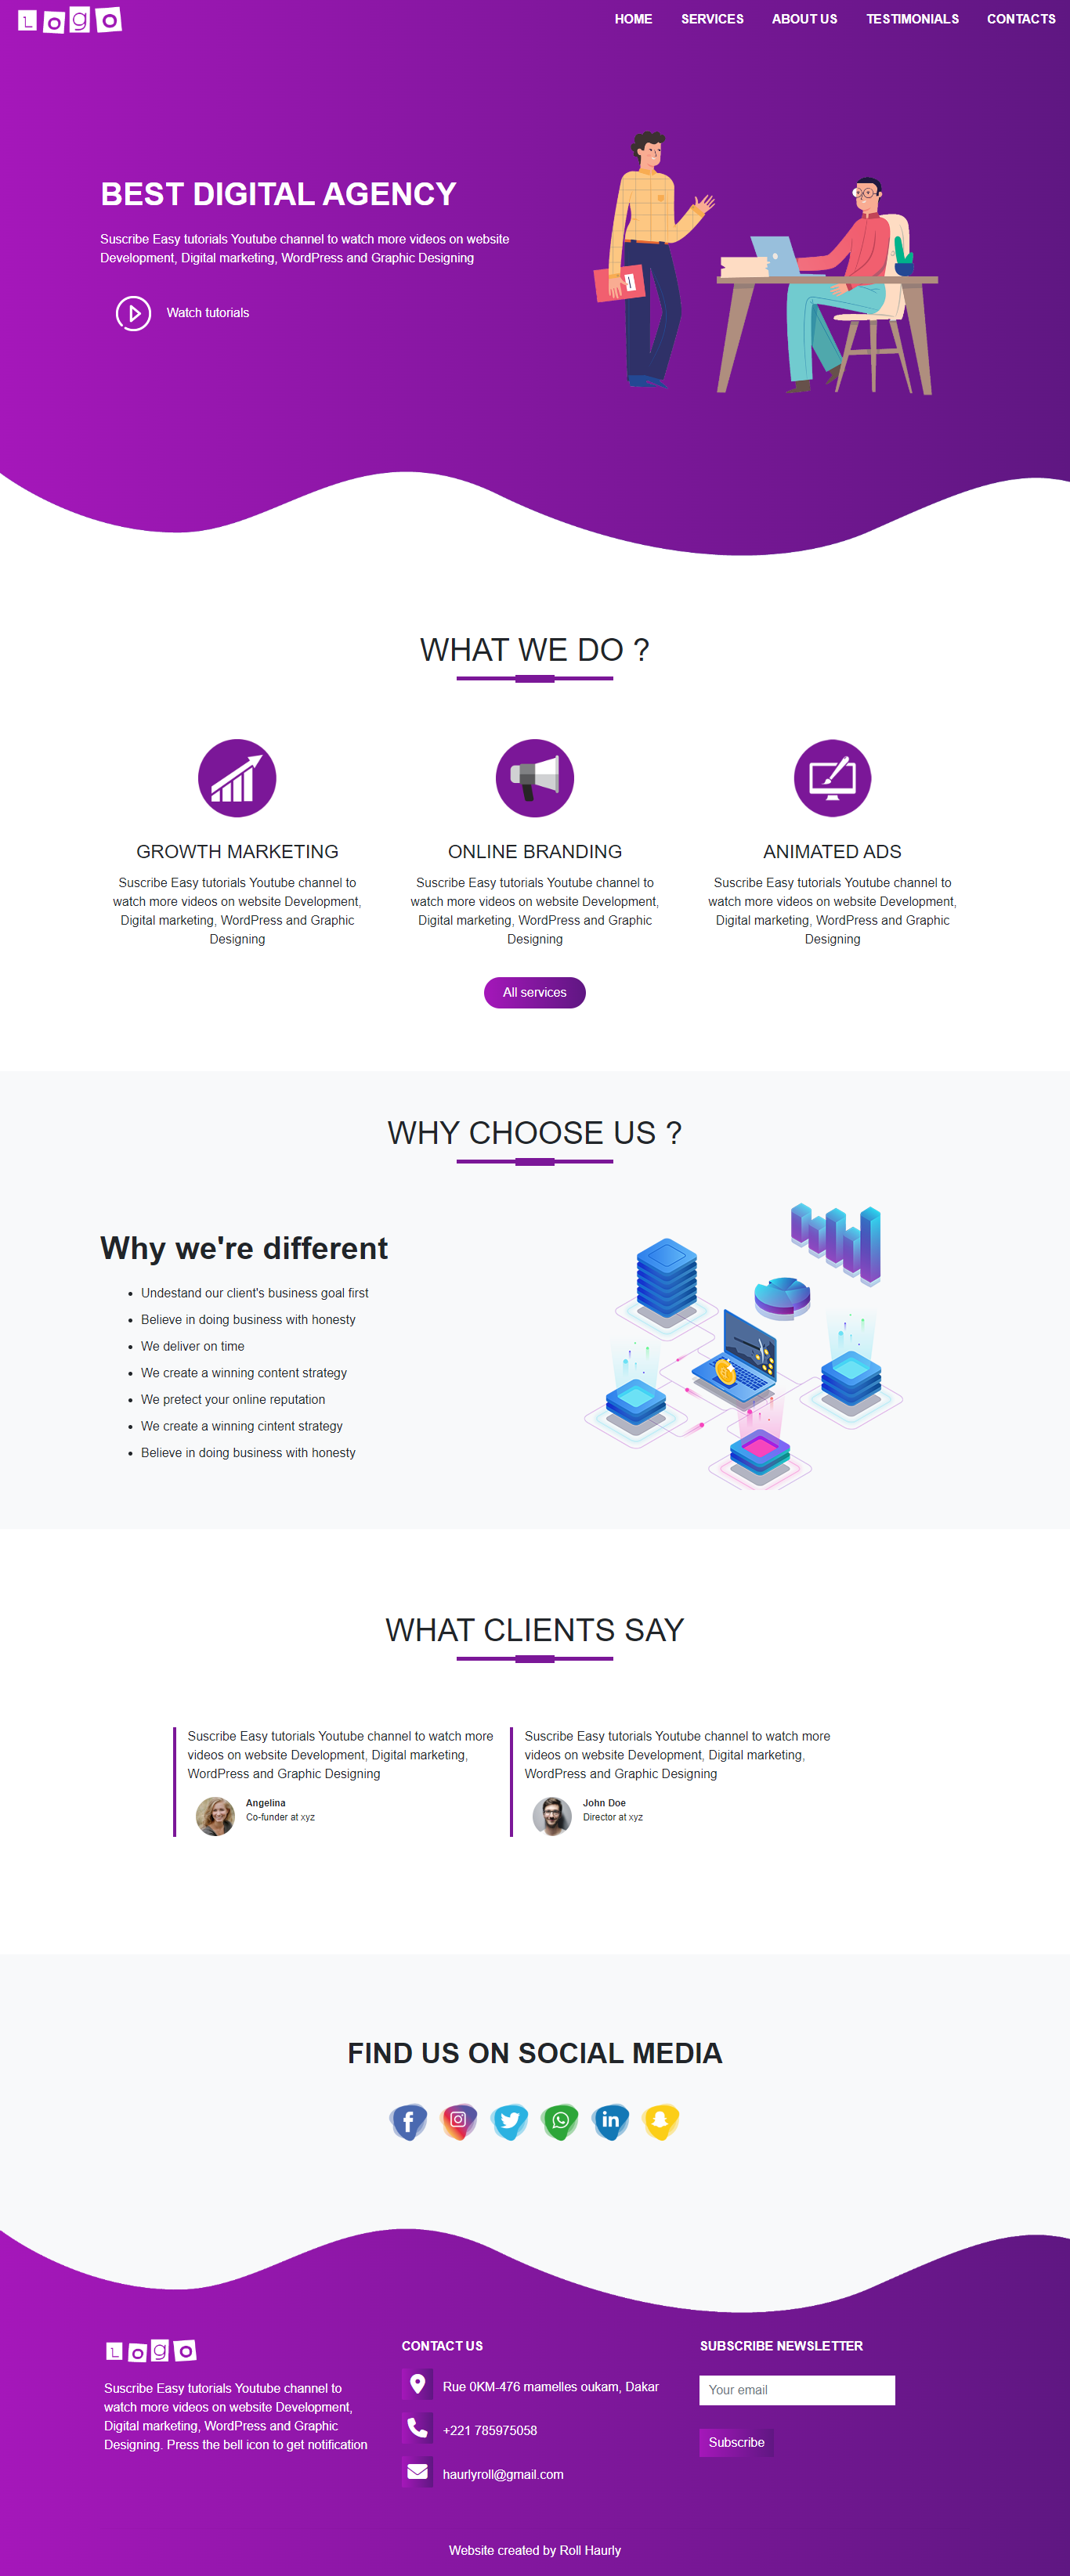 Logo
HOME SERVICES ABOUT US TESTIMONIALS CONTACTS
BEST DIGITAL AGENCY
Suscribe Easy tutorials Youtube channel to watch more videos on website
Development, Digital marketing, WordPress and Graphic Designing
Watch tutorials
WHAT WE DO ?
GROWTH MARKETING
Suscribe Easy tutorials Youtube channel to
watch more videos on website Development,
Digital marketing, WordPress and Graphic
Designing
ONLINE BRANDING
Suscribe Easy tutorials Youtube channel to
watch more videos on website Development,
Digital marketing, WordPress and Graphic
Designing
ANIMATED ADS
Suscribe Easy tutorials Youtube channel to
watch more videos on website Development,
Digital marketing, WordPress and Graphic
Designing
All services
WHY CHOOSE US ?
Why we're different
Undestand our client's business goal first
Believe in doing business with honesty
We deliver on time
We create a winning content strategy
We pretect your online reputation
We create a winning cintent strategy
Believe in doing business with honesty
WHAT CLIENTS SAY
Suscribe Easy tutorials Youtube channel to watch more
videos on website Development, Digital marketing,
WordPress and Graphic Designing
Angelina
Co-funder at xyz
Suscribe Easy tutorials Youtube channel to watch more
videos on website Development, Digital marketing,
WordPress and Graphic Designing
John Doe
Director at xyz
FIND US ON SOCIAL MEDIA
Logo
Suscribe Easy tutorials Youtube channel to
watch more videos on website Development,
Digital marketing, WordPress and Graphic
Designing. Press the bell icon to get notification
CONTACT US
Rue 0KM-476 mamelles oukam, Dakar
+221 785975058
haurlyroll@gmail.com
SUBSCRIBE NEWSLETTER
Your email
Subscribe
Website created by Roll Haurly